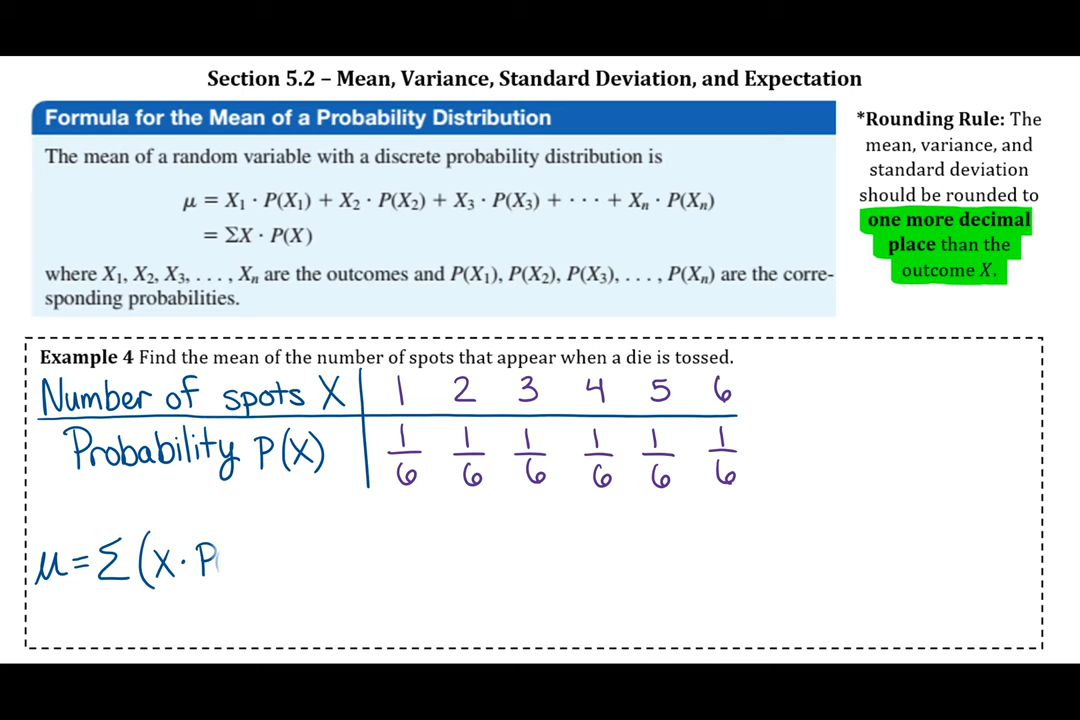 Section 5.2 – Mean, Variance, Standard Deviation, and Expectation
Formula for the Mean of a Probability Distribution
The mean of a random variable with a discrete probability distribution is
μ = X₁ · P(X₁) + X₂ · P(X₂) + X₃ · P(X₃) + · · · + Xₙ · P(Xₙ)
= ΣX · P(X)
where X₁, X₂, X₃, . . . , Xₙ are the outcomes and P(X₁), P(X₂), P(X₃), . . . , P(Xₙ) are the corre-
sponding probabilities.
*Rounding Rule: The
mean, variance, and
standard deviation
should be rounded to
one more decimal
place than the
outcome X.
Example 4 Find the mean of the number of spots that appear when a die is tossed.
Number of spots X 1 2 3 4 5 6
Probability P(X) 1/6 1/6 1/6 1/6 1/6 1/6
μ = Σ (X · P(